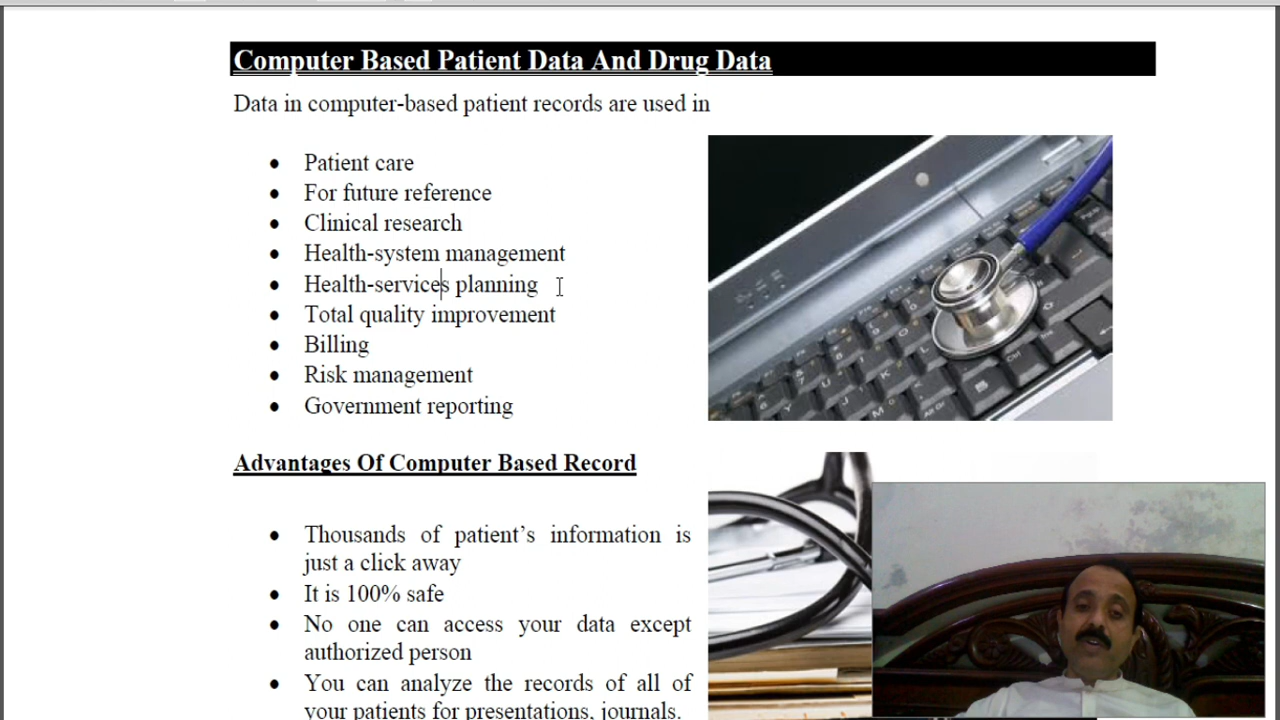 Computer Based Patient Data And Drug Data
Data in computer-based patient records are used in
• Patient care
• For future reference
• Clinical research
• Health-system management
• Health-services planning
• Total quality improvement
• Billing
• Risk management
• Government reporting
Advantages Of Computer Based Record
• Thousands of patient’s information is
just a click away
• It is 100% safe
• No one can access your data except
authorized person
• You can analyze the records of all of
your patients for presentations, journals.